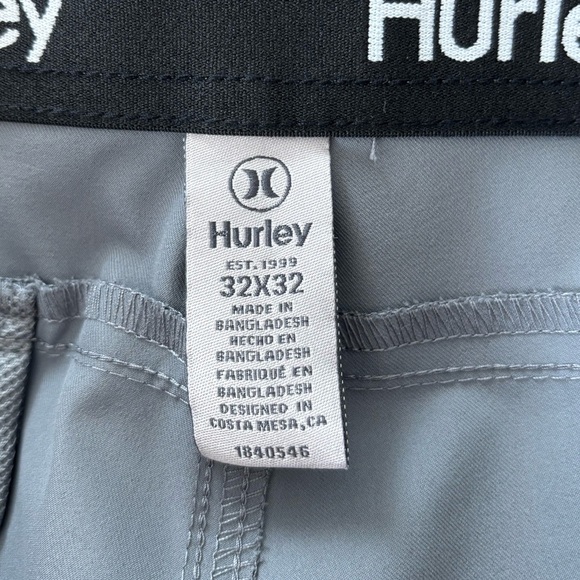 ley
Hurley
Hurley
EST. 1999
32X32
MADE IN
BANGLADESH
HECHO EN
BANGLADESH
FABRIQUÉ EN
BANGLADESH
DESIGNED IN
COSTA MESA, CA
1840546